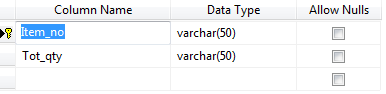 Column Name Data Type Allow Nulls
Item_no varchar(50)
Tot_qty varchar(50)